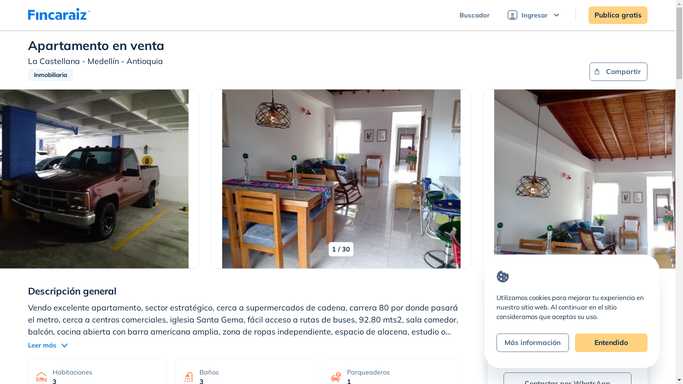 Fincaraiz
Buscador
Ingresar
Publica gratis
Apartamento en venta
La Castellana - Medellín - Antioquia
Inmobiliaria
Compartir
1 / 30
Descripción general
Vendo excelente apartamento, sector estratégico, cerca a supermercados de cadena, carrera 80 por donde pasará
el metro, cerca a centros comerciales, iglesia Santa Gema, fácil acceso a rutas de buses, 92.80 mts2, sala comedor,
balcón, cocina abierta con barra americana amplia, zona de ropas independiente, espacio de alacena, estudio o...
Leer más
Habitaciones
3
Baños
3
Parqueaderos
1
Utilizamos cookies para mejorar tu experiencia en
nuestro sitio web. Al continuar en el sitio
consideramos que aceptas su uso.
Más información
Entendido
Contactar por WhatsApp